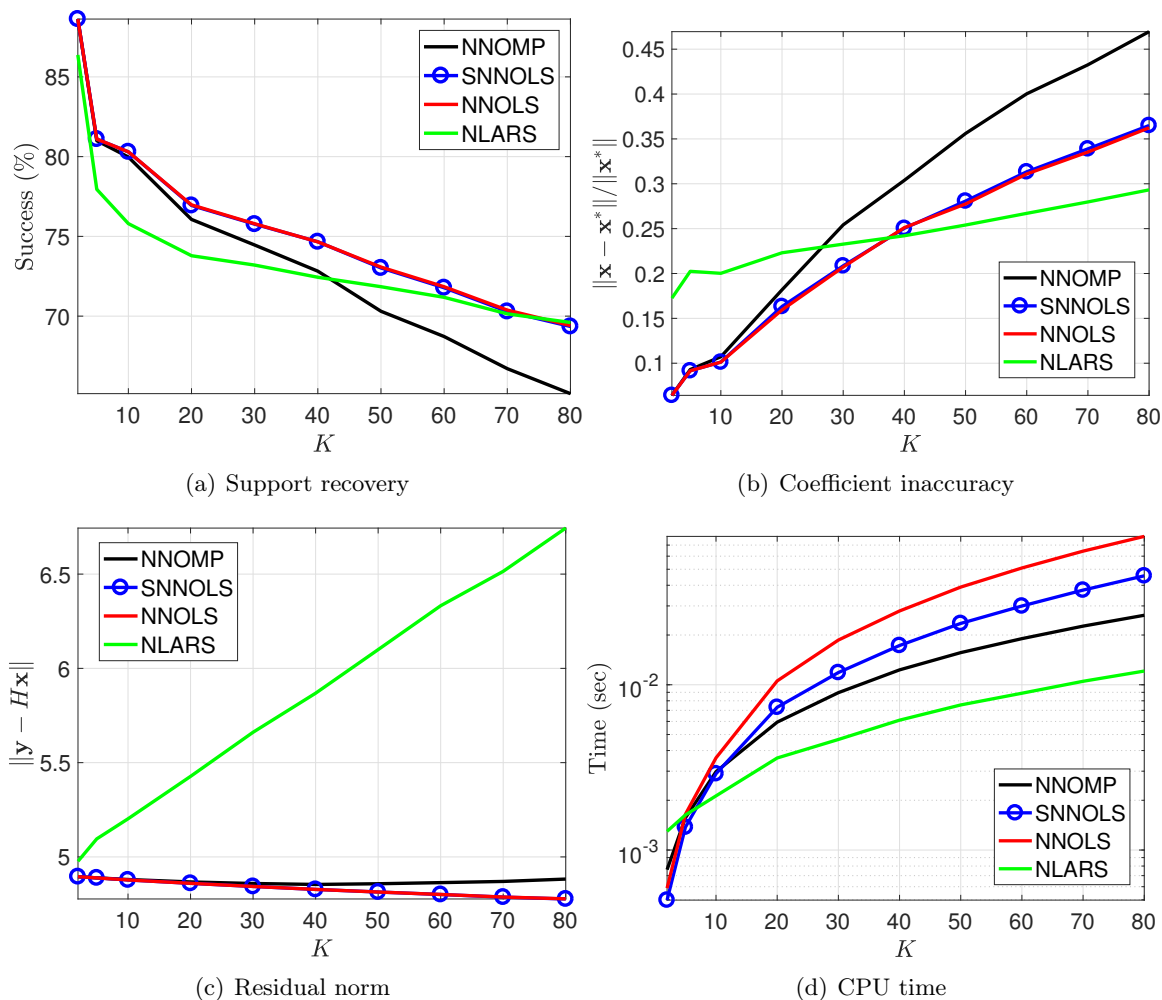 85
80
75
70
Success (%)
10 20 30 40 50 60 70 80
K
NNOMP
SNNOLS
NNOLS
NLARS
(a) Support recovery
0.45
0.4
0.35
0.3
0.25
0.2
0.15
0.1
‖x − x*‖/‖x*‖
10 20 30 40 50 60 70 80
K
NNOMP
SNNOLS
NNOLS
NLARS
(b) Coefficient inaccuracy
6.5
6
5.5
5
‖y − Hx‖
10 20 30 40 50 60 70 80
K
NNOMP
SNNOLS
NNOLS
NLARS
(c) Residual norm
10⁻²
10⁻³
Time (sec)
10 20 30 40 50 60 70 80
K
NNOMP
SNNOLS
NNOLS
NLARS
(d) CPU time